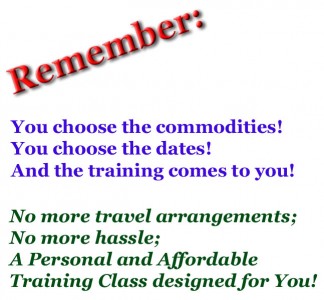 Remember:
You choose the commodities!
You choose the dates!
And the training comes to you!
No more travel arrangements;
No more hassle;
A Personal and Affordable
Training Class designed for You!